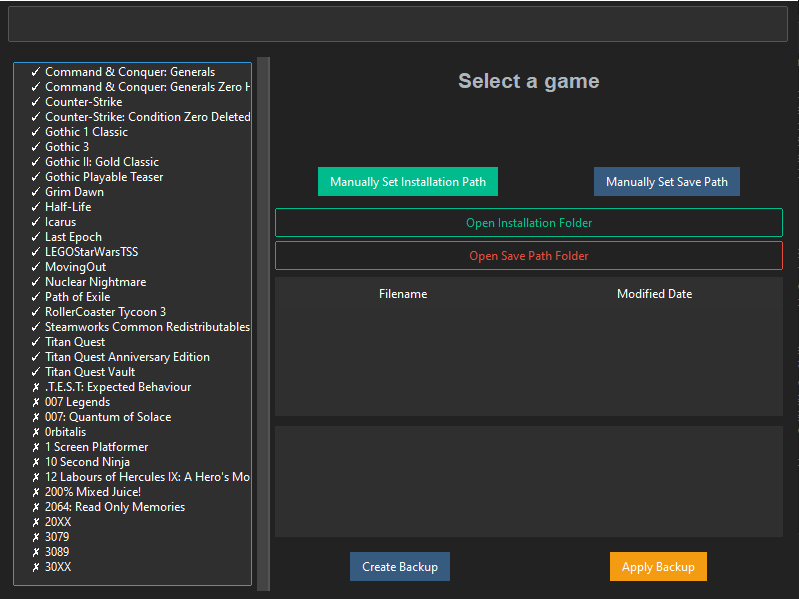 ✓ Command & Conquer: Generals
✓ Command & Conquer: Generals Zero H
✓ Counter-Strike
✓ Counter-Strike: Condition Zero Deleted
✓ Gothic 1 Classic
✓ Gothic 3
✓ Gothic II: Gold Classic
✓ Gothic Playable Teaser
✓ Grim Dawn
✓ Half-Life
✓ Icarus
✓ Last Epoch
✓ LEGOStarWarsTSS
✓ MovingOut
✓ Nuclear Nightmare
✓ Path of Exile
✓ RollerCoaster Tycoon 3
✓ Steamworks Common Redistributables
✓ Titan Quest
✓ Titan Quest Anniversary Edition
✓ Titan Quest Vault
✗ .T.E.S.T: Expected Behaviour
✗ 007 Legends
✗ 007: Quantum of Solace
✗ 0rbitalis
✗ 1 Screen Platformer
✗ 10 Second Ninja
✗ 12 Labours of Hercules IX: A Hero's Mo
✗ 200% Mixed Juice!
✗ 2064: Read Only Memories
✗ 20XX
✗ 3079
✗ 3089
✗ 30XX
Select a game
Manually Set Installation Path
Manually Set Save Path
Open Installation Folder
Open Save Path Folder
Filename
Modified Date
Create Backup
Apply Backup